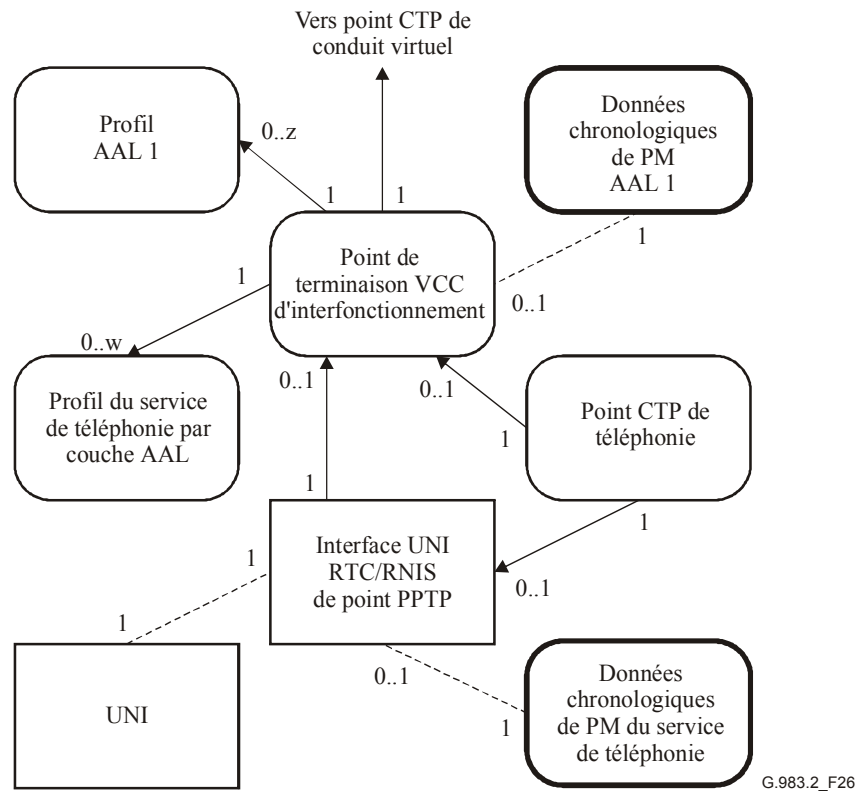 Vers point CTP de
conduit virtuel
Profil
AAL 1
0..z
Données
chronologiques
de PM
AAL 1
1
1
1
Point de
terminaison VCC
d'interfonctionnement
1
0..1
0..w
0..1
0..1
Profil du service
de téléphonie par
couche AAL
Point CTP de
téléphonie
1
1
1
Interface UNI
RTC/RNIS
de point PPTP
1
0..1
1
0..1
UNI
Données
chronologiques
de PM du service
de téléphonie
1
G.983.2_F26